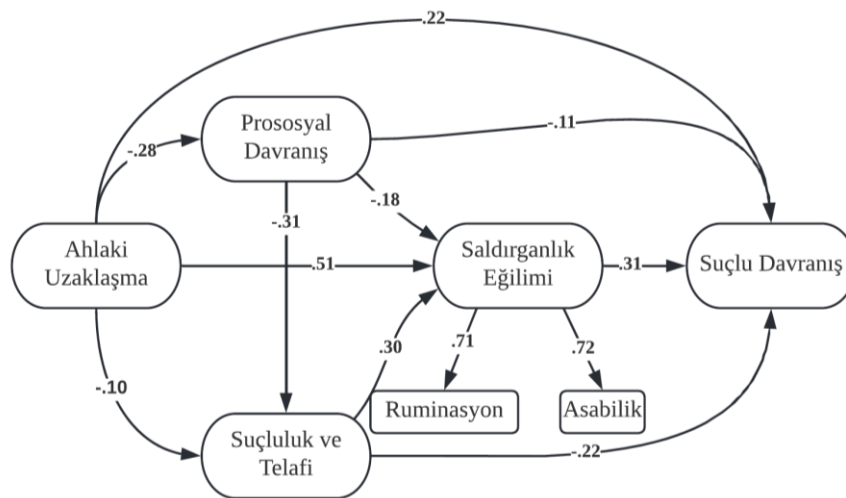 .22
Prososyal
Davranış
-.11
-.28
-.18
-.31
Ahlaki
Uzaklaşma
.51
Saldırganlık
Eğilimi
.31
Suçlu Davranış
.30
.71
.72
-.10
Ruminasyon
Asabilik
Suçluluk ve
Telafi
-.22